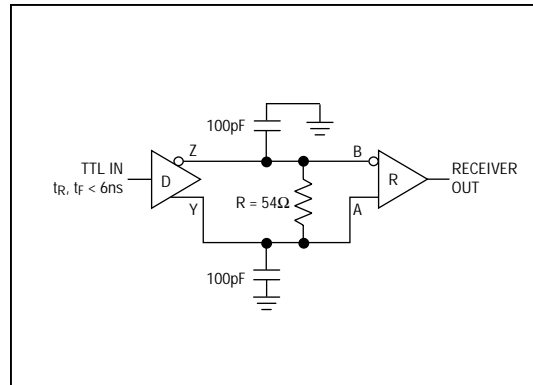 100pF
Z
B
TTL IN
tR, tF < 6ns
D
R
RECEIVER
OUT
R = 54Ω
Y
A
100pF